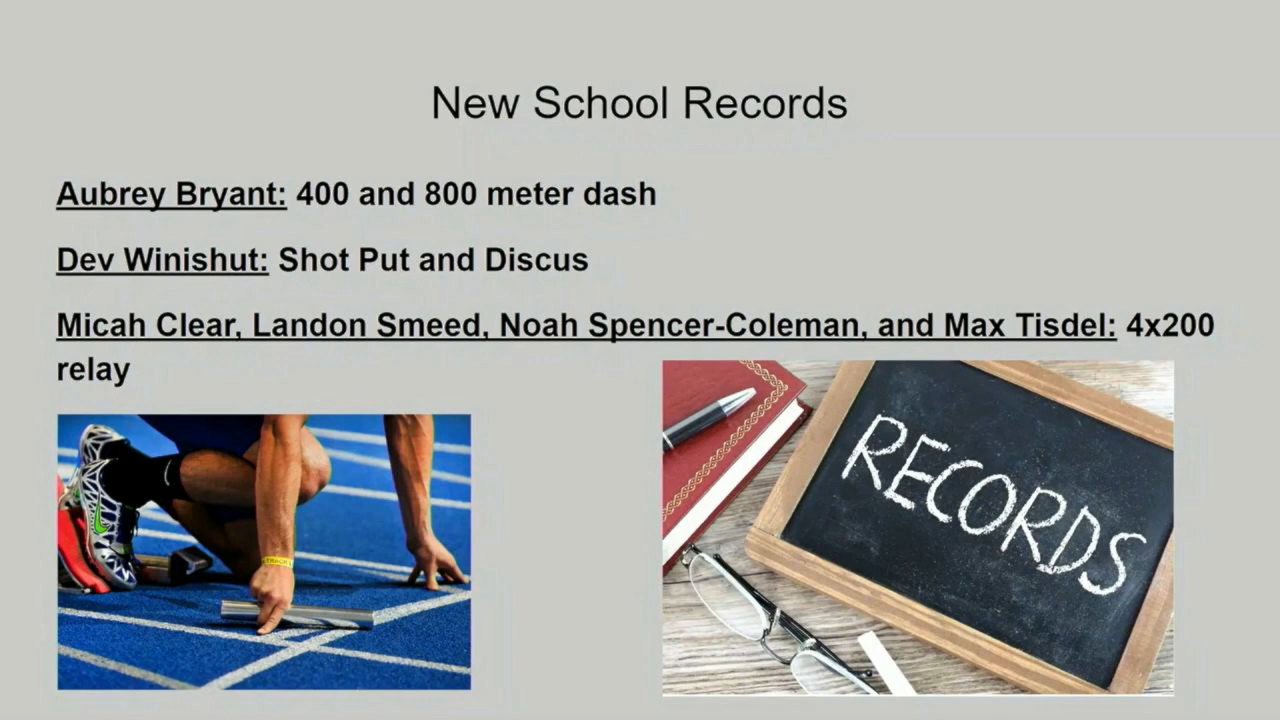 New School Records
Aubrey Bryant: 400 and 800 meter dash
Dev Winishut: Shot Put and Discus
Micah Clear, Landon Smeed, Noah Spencer-Coleman, and Max Tisdel: 4x200
relay
RECORDS